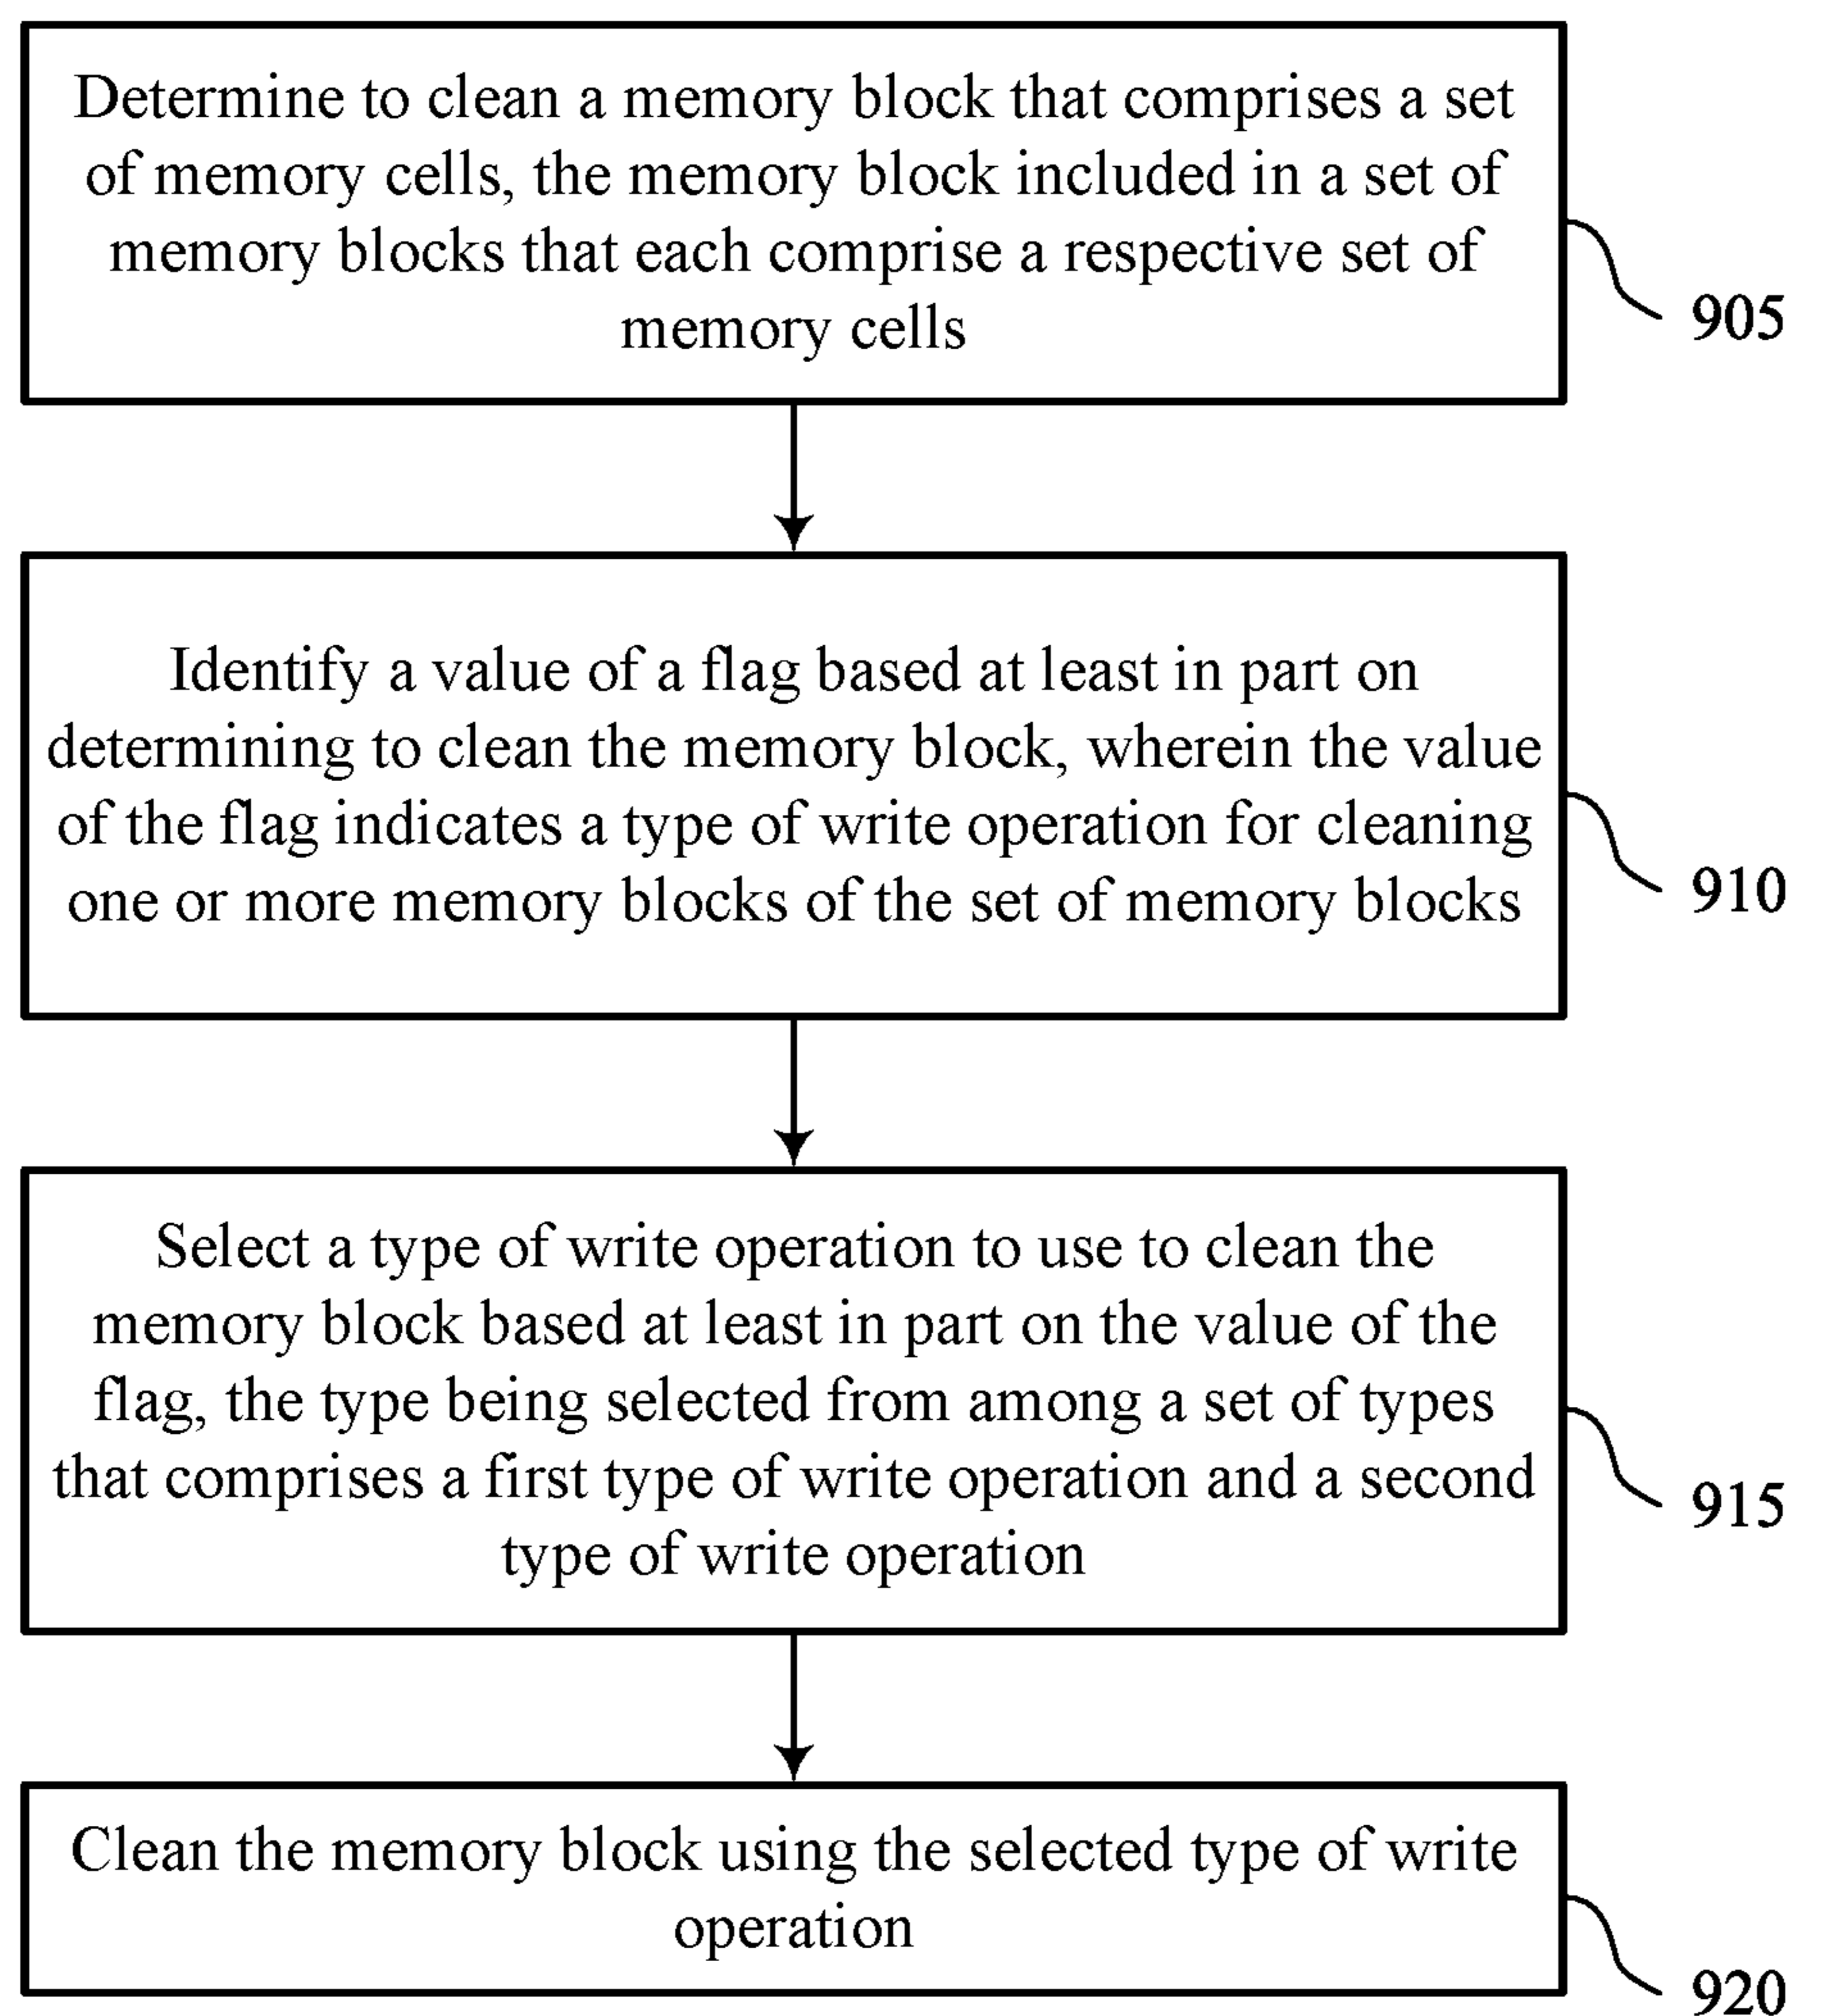 Determine to clean a memory block that comprises a set
of memory cells, the memory block included in a set of
memory blocks that each comprise a respective set of
memory cells
905
Identify a value of a flag based at least in part on
determining to clean the memory block, wherein the value
of the flag indicates a type of write operation for cleaning
one or more memory blocks of the set of memory blocks
910
Select a type of write operation to use to clean the
memory block based at least in part on the value of the
flag, the type being selected from among a set of types
that comprises a first type of write operation and a second
type of write operation
915
Clean the memory block using the selected type of write
operation
920